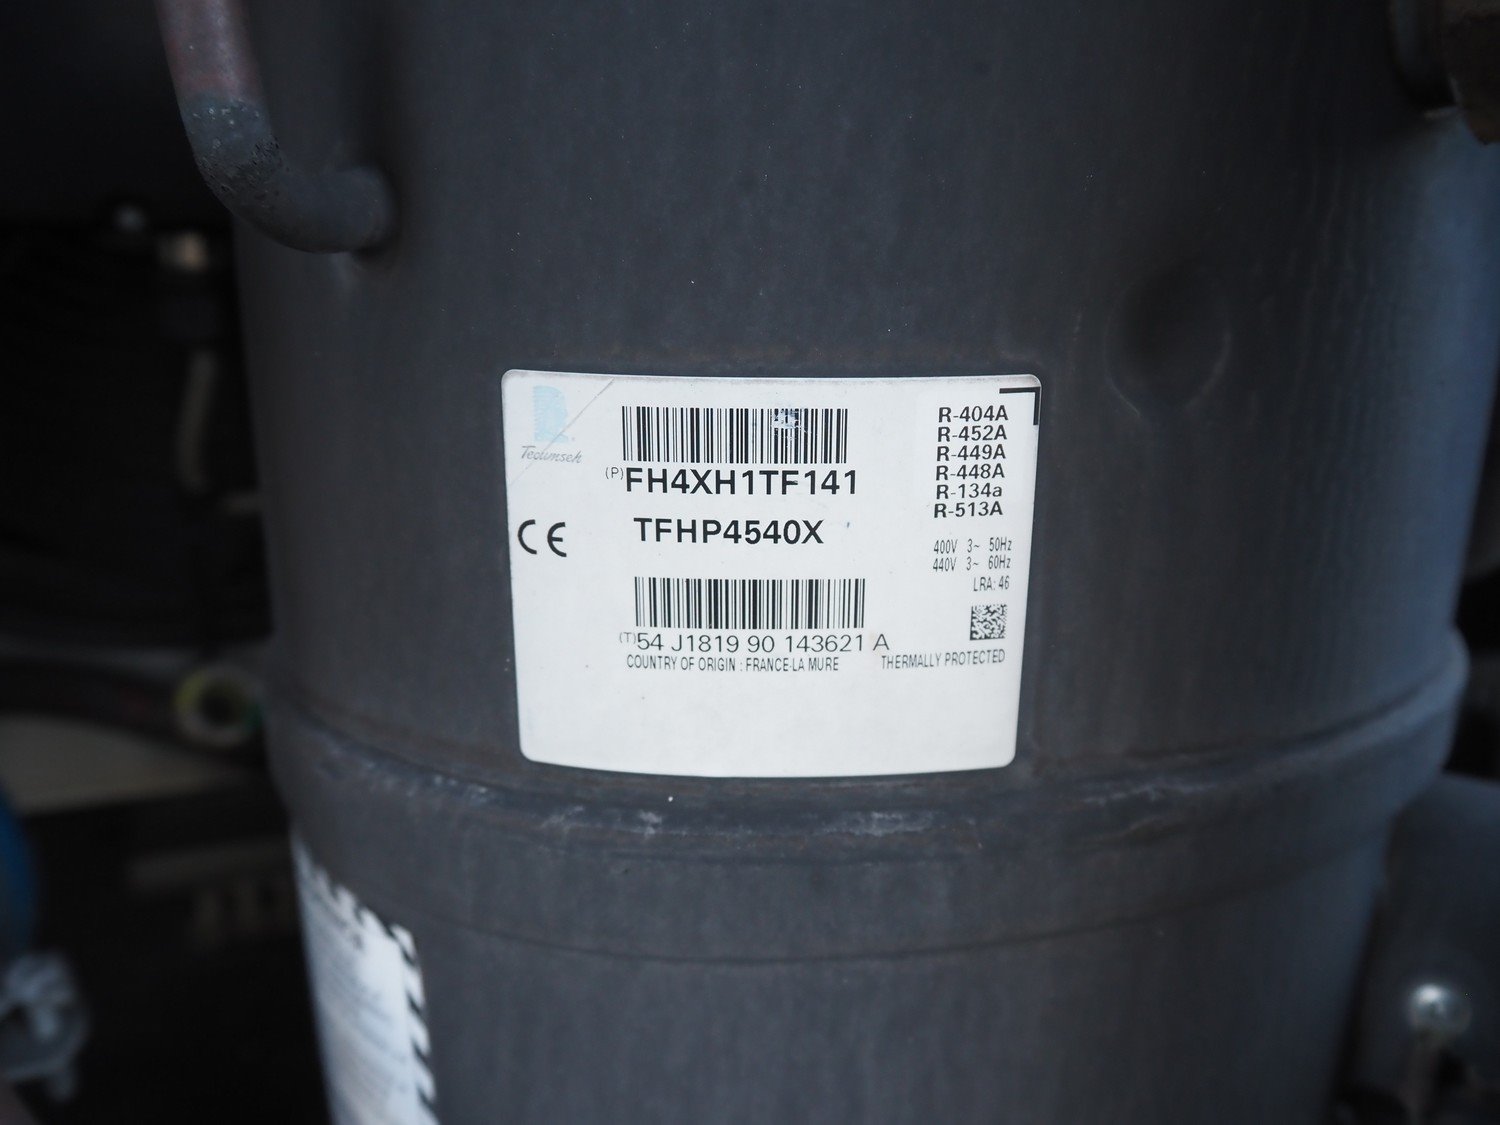 Tecumseh
(P)FH4XH1TF141
TFHP4540X
CE
(T)54 J1819 90 143621 A
COUNTRY OF ORIGIN : FRANCE-LA MURE
R-404A
R-452A
R-449A
R-448A
R-134a
R-513A
400V 3~ 50Hz
440V 3~ 60Hz
LRA: 46
THERMALLY PROTECTED